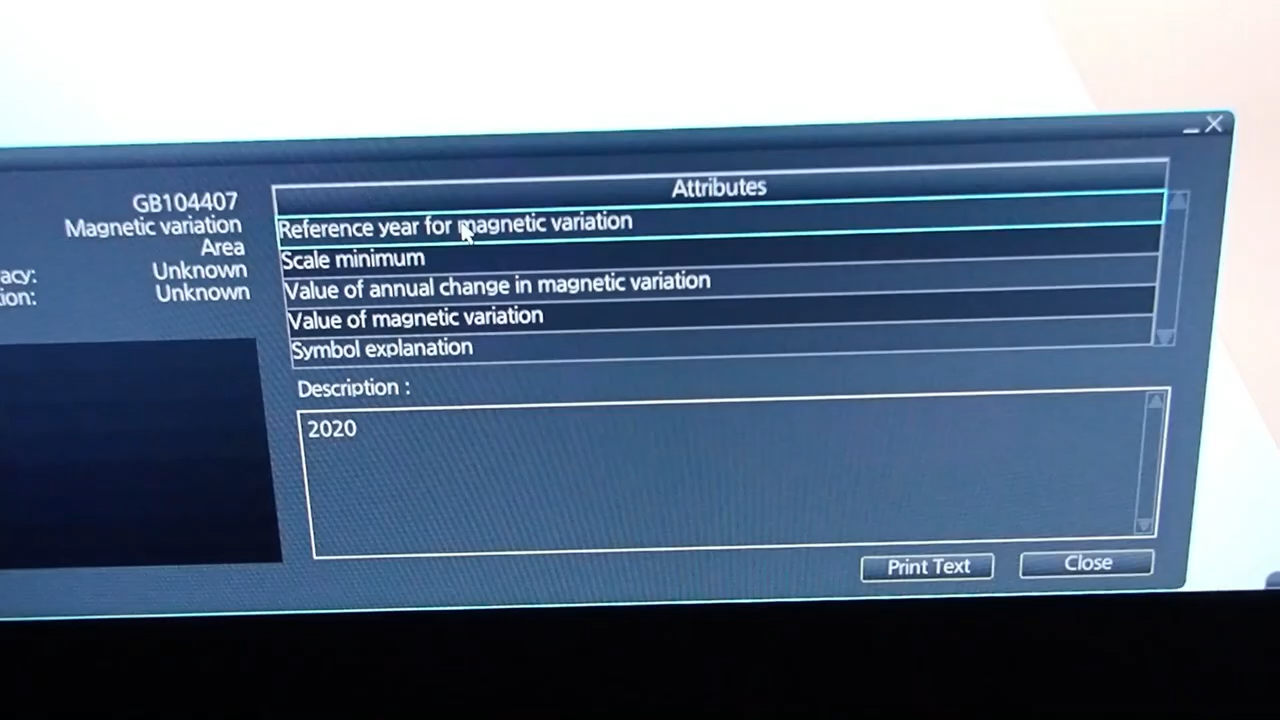 GB104407
Magnetic variation
Area
acy: Unknown
ion: Unknown
Attributes
Reference year for magnetic variation
Scale minimum
Value of annual change in magnetic variation
Value of magnetic variation
Symbol explanation
Description :
2020
Print Text
Close